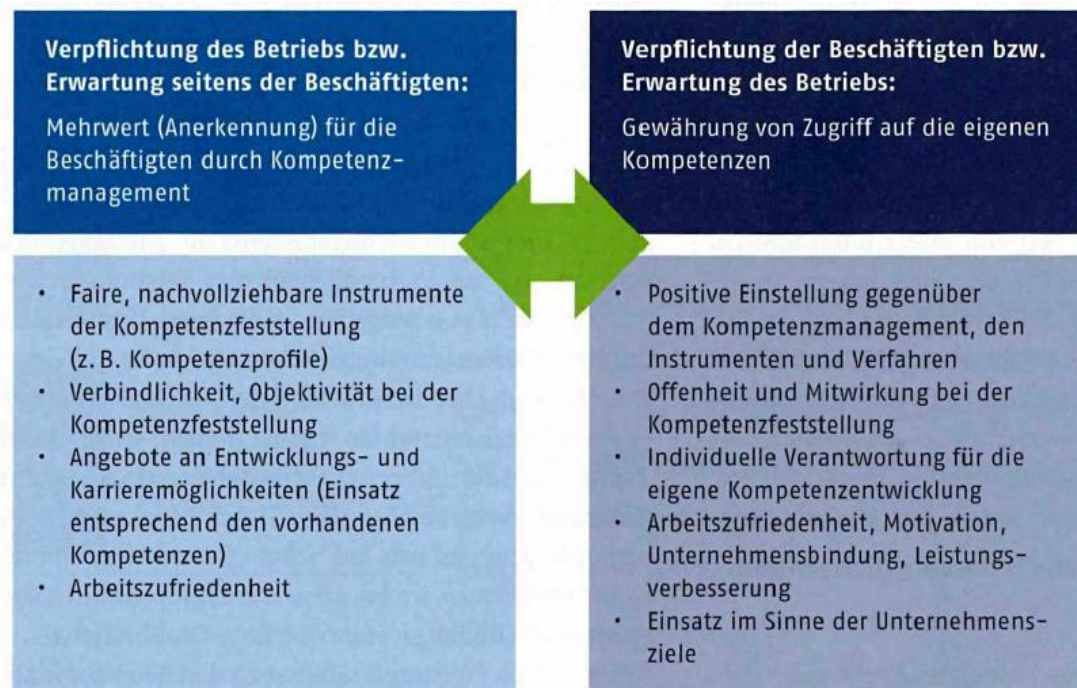 Verpflichtung des Betriebs bzw.
Erwartung seitens der Beschäftigten:
Mehrwert (Anerkennung) für die
Beschäftigten durch Kompetenz-
management
Verpflichtung der Beschäftigten bzw.
Erwartung des Betriebs:
Gewährung von Zugriff auf die eigenen
Kompetenzen
• Faire, nachvollziehbare Instrumente
der Kompetenzfeststellung
(z. B. Kompetenzprofile)
• Verbindlichkeit, Objektivität bei der
Kompetenzfeststellung
• Angebote an Entwicklungs- und
Karrieremöglichkeiten (Einsatz
entsprechend den vorhandenen
Kompetenzen)
• Arbeitszufriedenheit
• Positive Einstellung gegenüber
dem Kompetenzmanagement, den
Instrumenten und Verfahren
• Offenheit und Mitwirkung bei der
Kompetenzfeststellung
• Individuelle Verantwortung für die
eigene Kompetenzentwicklung
• Arbeitszufriedenheit, Motivation,
Unternehmensbindung, Leistungs-
verbesserung
• Einsatz im Sinne der Unternehmens-
ziele